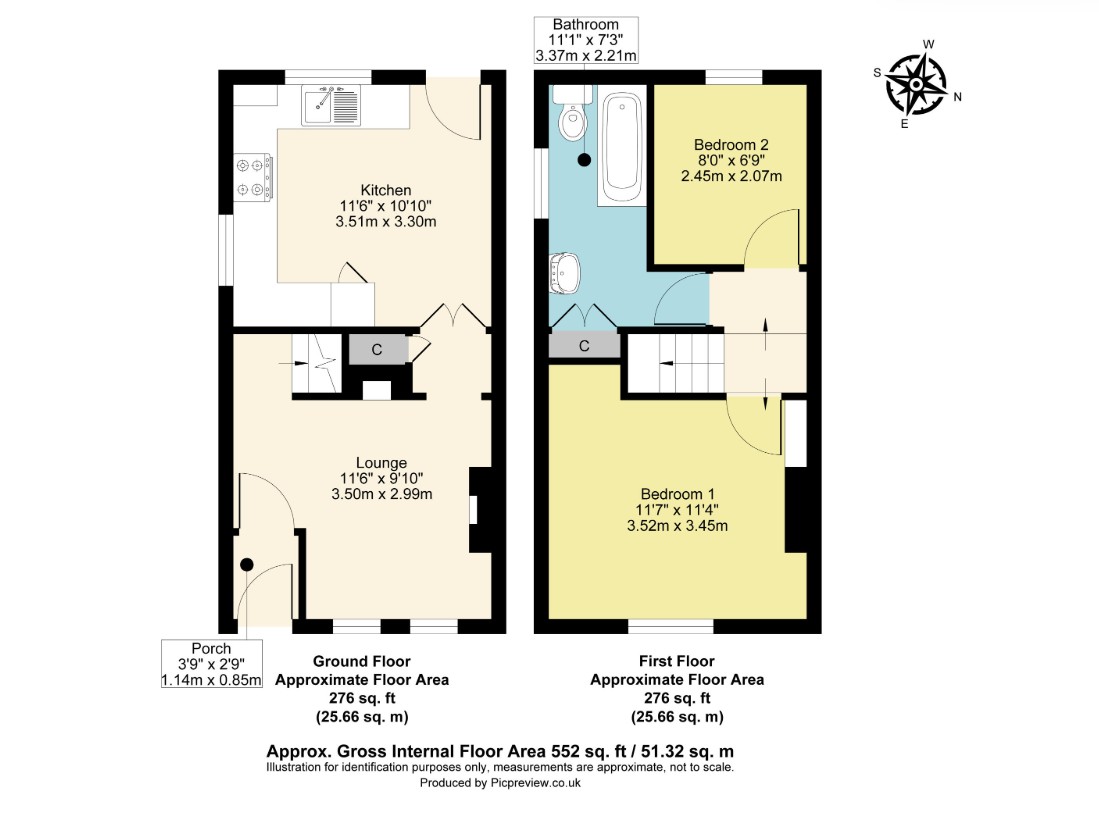 Bathroom
11'1" x 7'3"
3.37m x 2.21m
W
S
N
E
Kitchen
11'6" x 10'10"
3.51m x 3.30m
Bedroom 2
8'0" x 6'9"
2.45m x 2.07m
C
C
Lounge
11'6" x 9'10"
3.50m x 2.99m
Bedroom 1
11'7" x 11'4"
3.52m x 3.45m
Porch
3'9" x 2'9"
1.14m x 0.85m
Ground Floor
Approximate Floor Area
276 sq. ft
(25.66 sq. m)
First Floor
Approximate Floor Area
276 sq. ft
(25.66 sq. m)
Approx. Gross Internal Floor Area 552 sq. ft / 51.32 sq. m
Illustration for identification purposes only, measurements are approximate, not to scale.
Produced by Picpreview.co.uk